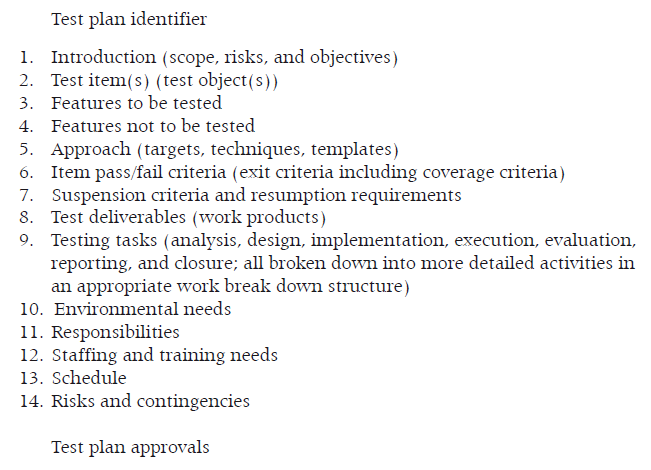 Test plan identifier
1. Introduction (scope, risks, and objectives)
2. Test item(s) (test object(s))
3. Features to be tested
4. Features not to be tested
5. Approach (targets, techniques, templates)
6. Item pass/fail criteria (exit criteria including coverage criteria)
7. Suspension criteria and resumption requirements
8. Test deliverables (work products)
9. Testing tasks (analysis, design, implementation, execution, evaluation,
reporting, and closure; all broken down into more detailed activities in
an appropriate work break down structure)
10. Environmental needs
11. Responsibilities
12. Staffing and training needs
13. Schedule
14. Risks and contingencies
Test plan approvals